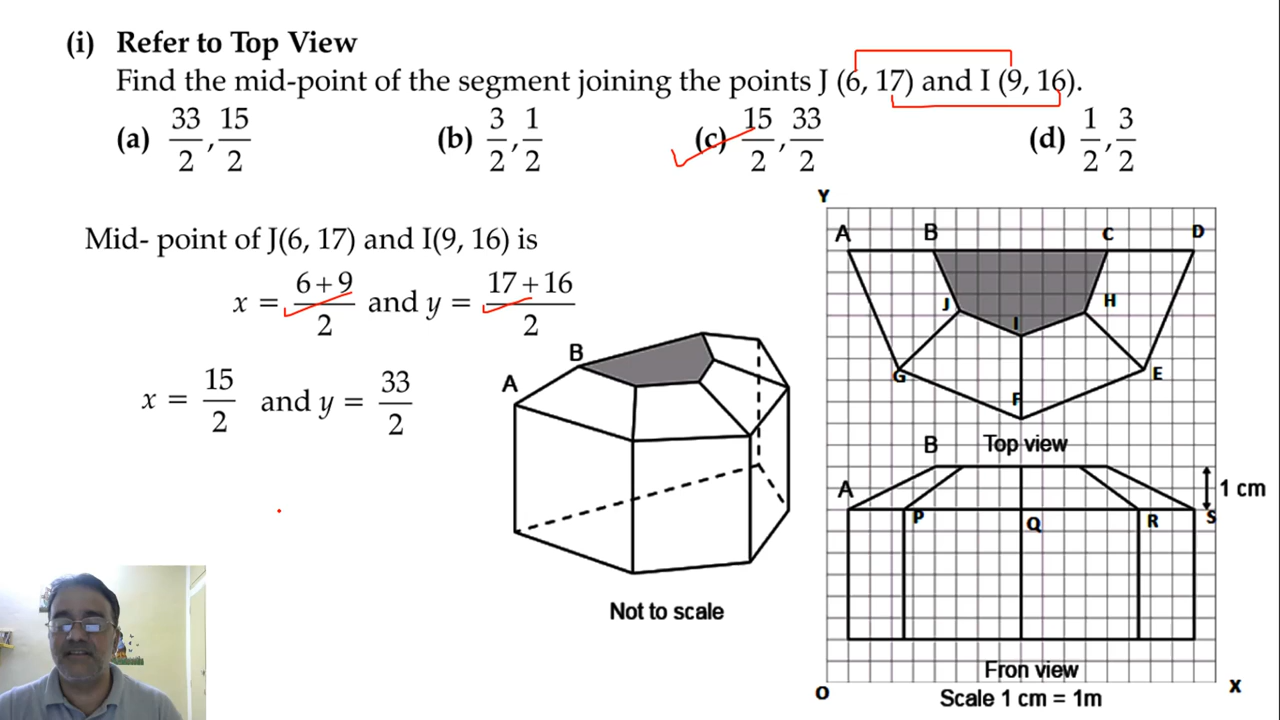 (i) Refer to Top View
Find the mid-point of the segment joining the points J (6, 17) and I (9, 16).
(a) 33/2, 15/2 (b) 3/2, 1/2 (c) 15/2, 33/2 (d) 1/2, 3/2
Mid- point of J(6, 17) and I(9, 16) is
x = (6+9)/2 and y = (17+16)/2
x = 15/2 and y = 33/2
B
A
Not to scale
Y
A B C D
J H
I
G E
F
B Top view
A 1 cm
P Q R S
Fron view
O X
Scale 1 cm = 1m